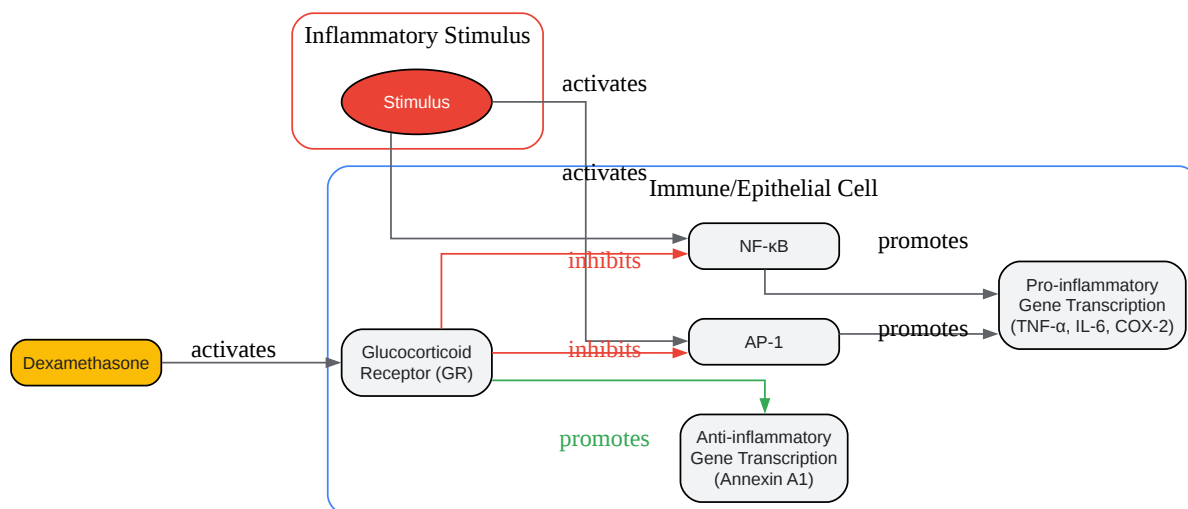 Inflammatory Stimulus
activates
Stimulus
activates
Immune/Epithelial Cell
NF-κB
promotes
inhibits
Pro-inflammatory
Gene Transcription
(TNF-α, IL-6, COX-2)
promotes
AP-1
inhibits
activates
Dexamethasone
Glucocorticoid
Receptor (GR)
promotes
Anti-inflammatory
Gene Transcription
(Annexin A1)